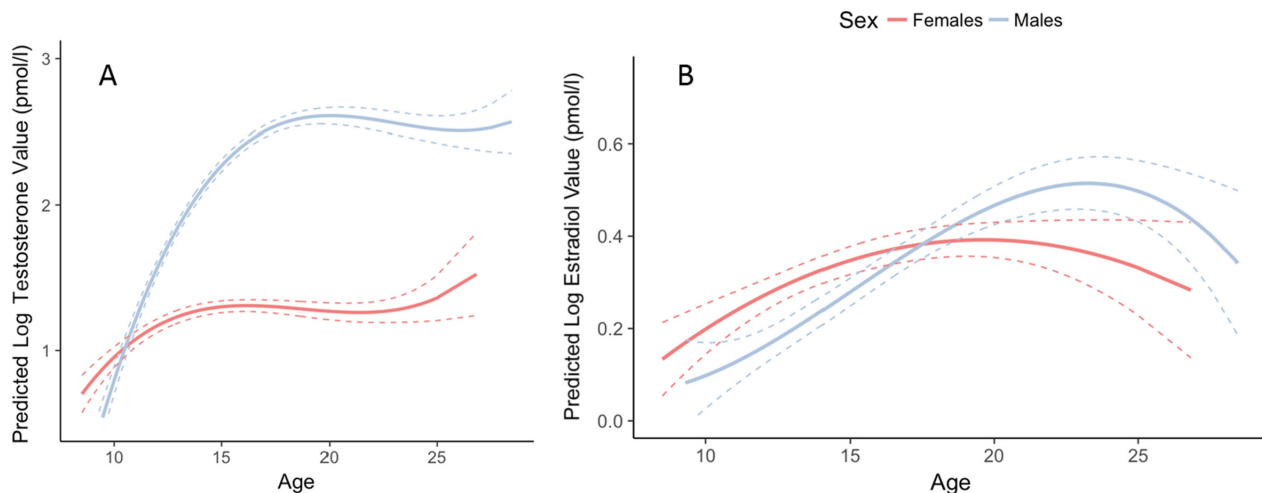 Sex Females Males
A
Predicted Log Testosterone Value (pmol/l)
3
2
1
10 15 20 25
Age
B
Predicted Log Estradiol Value (pmol/l)
0.6
0.4
0.2
0.0
10 15 20 25
Age